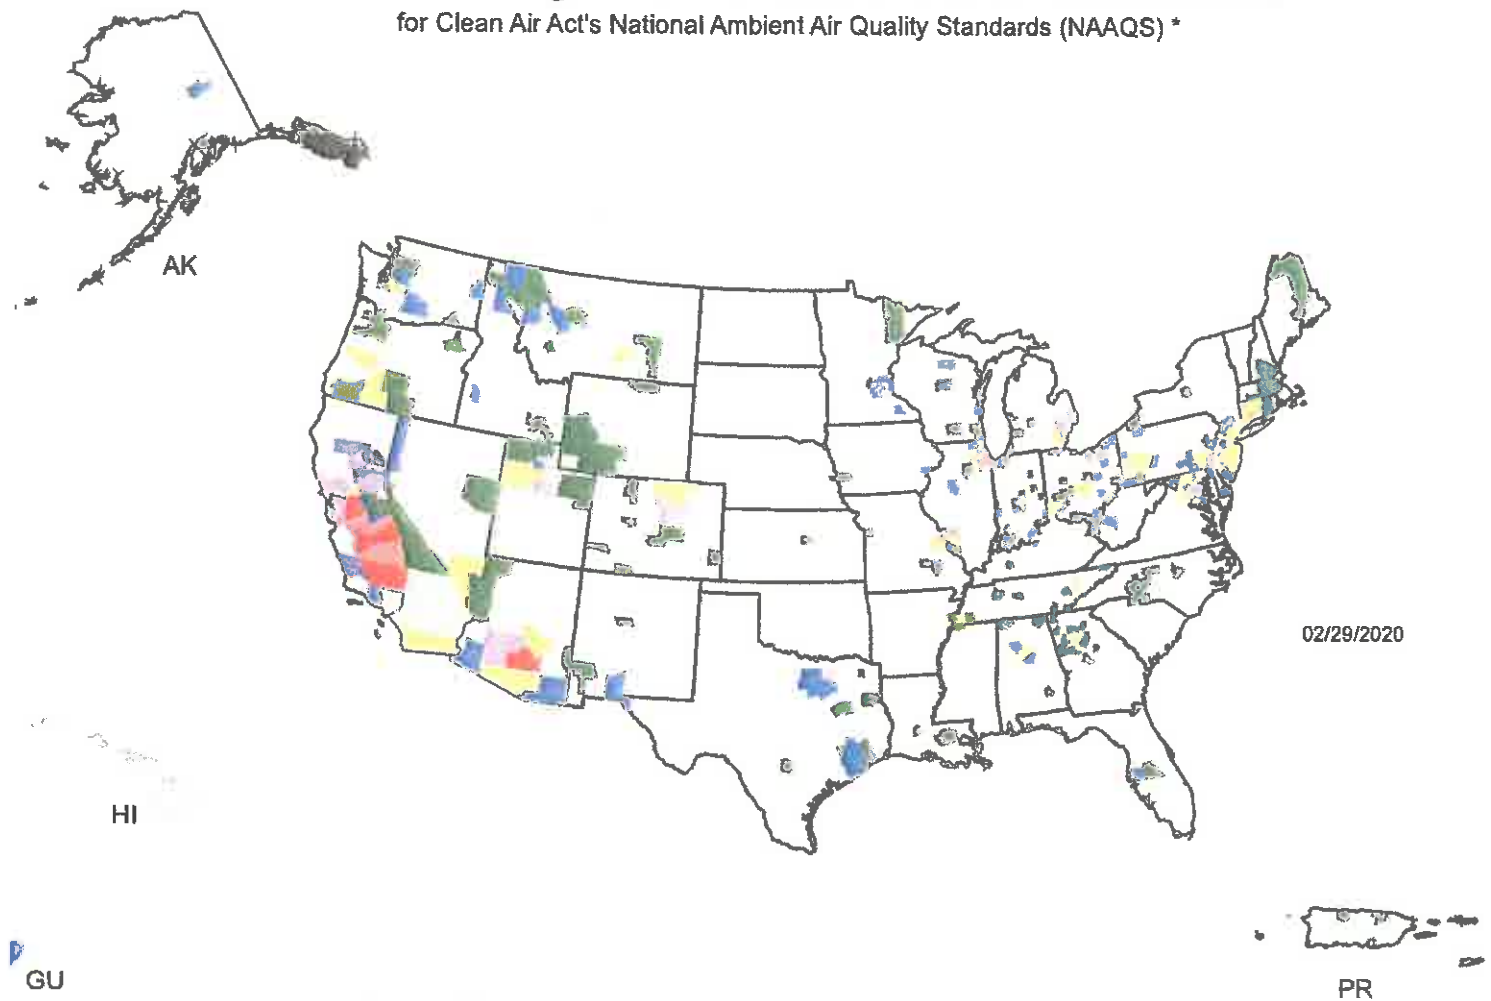 for Clean Air Act's National Ambient Air Quality Standards (NAAQS) *
AK
02/29/2020
HI
GU
PR